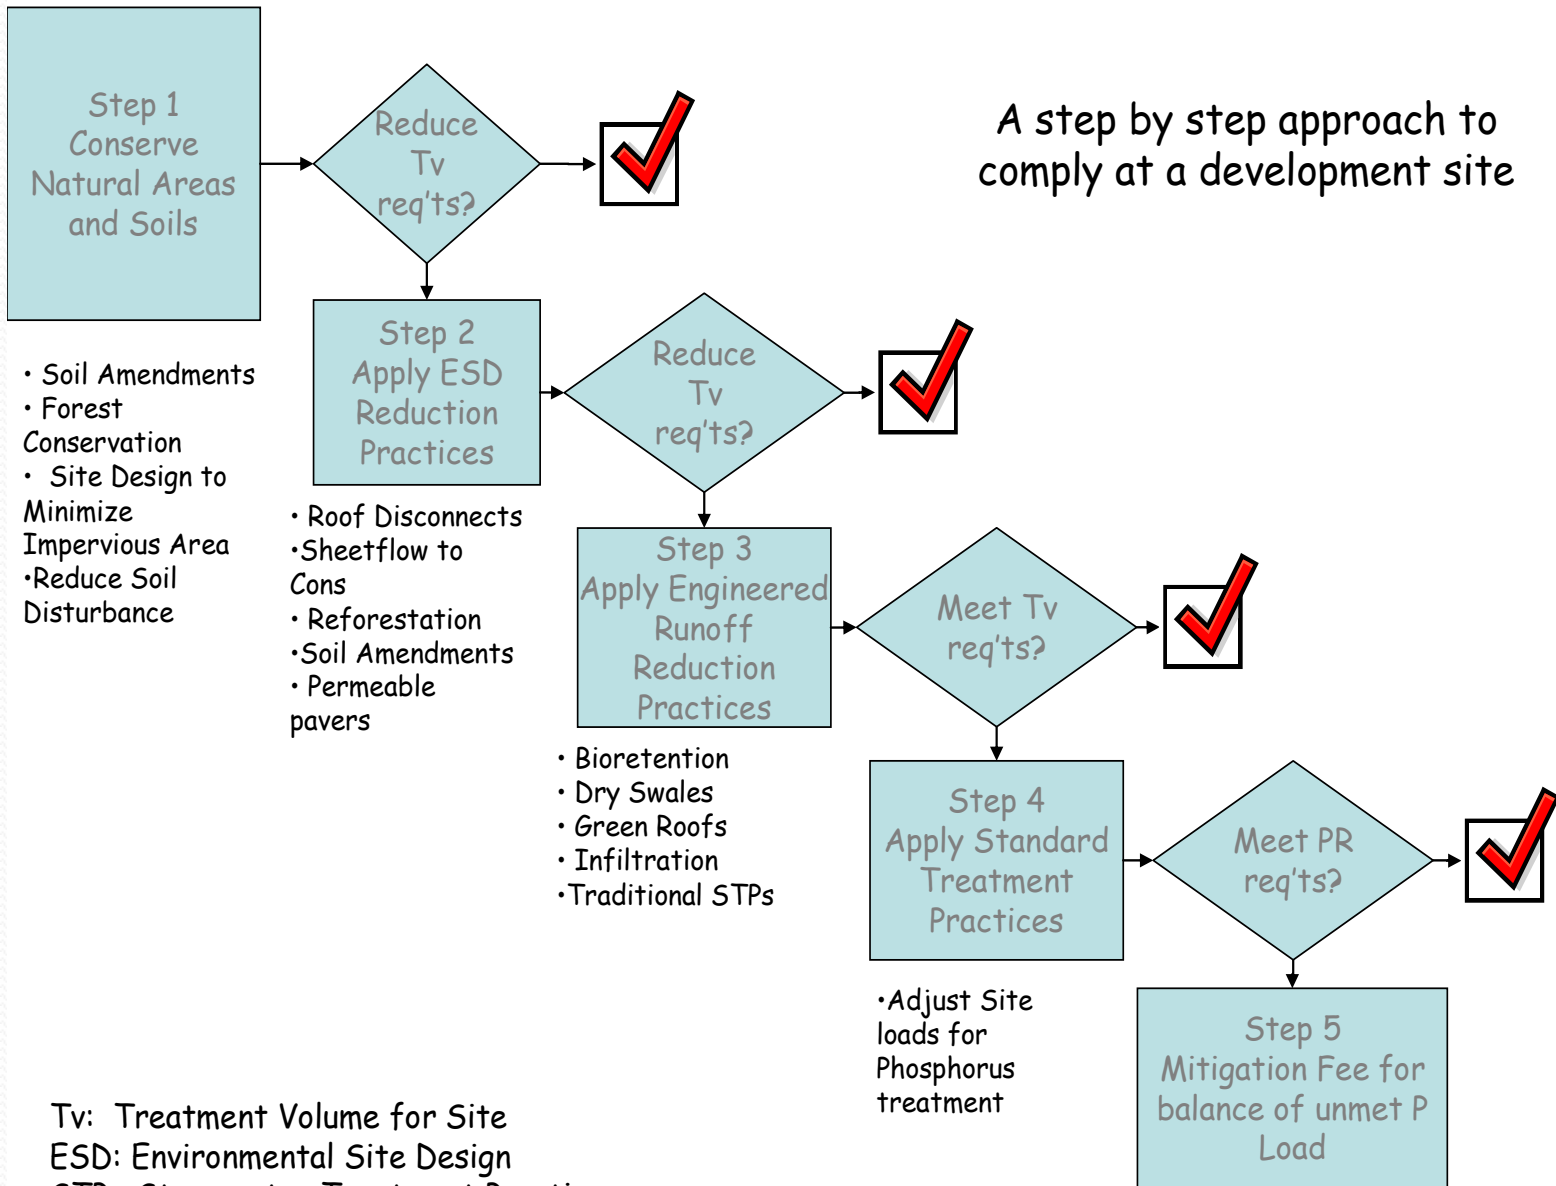 A step by step approach to
comply at a development site
Step 1
Conserve
Natural Areas
and Soils
Reduce
Tv
req'ts?
• Soil Amendments
• Forest
Conservation
• Site Design to
Minimize
Impervious Area
•Reduce Soil
Disturbance
Step 2
Apply ESD
Reduction
Practices
Reduce
Tv
req'ts?
• Roof Disconnects
•Sheetflow to
Cons
• Reforestation
•Soil Amendments
• Permeable
pavers
Step 3
Apply Engineered
Runoff
Reduction
Practices
Meet Tv
req'ts?
• Bioretention
• Dry Swales
• Green Roofs
• Infiltration
•Traditional STPs
Step 4
Apply Standard
Treatment
Practices
Meet PR
req'ts?
•Adjust Site
loads for
Phosphorus
treatment
Step 5
Mitigation Fee for
balance of unmet P
Load
Tv: Treatment Volume for Site
ESD: Environmental Site Design